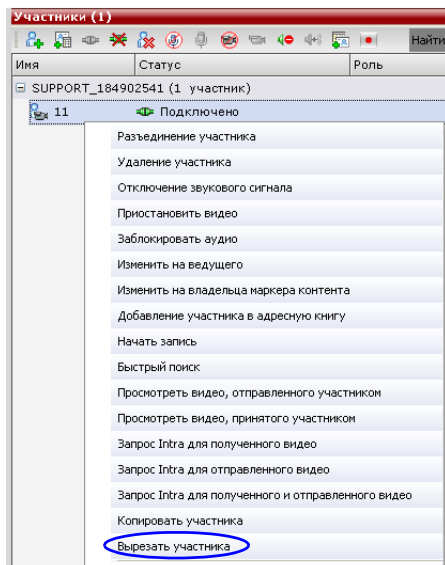 Участники (1)
Найти
Имя Статус Роль
SUPPORT_184902541 (1 участник)
11 Подключено
Разъединение участника
Удаление участника
Отключение звукового сигнала
Приостановить видео
Заблокировать аудио
Изменить на ведущего
Изменить на владельца маркера контента
Добавление участника в адресную книгу
Начать запись
Быстрый поиск
Просмотреть видео, отправленного участником
Просмотреть видео, принятого участником
Запрос Intra для полученного видео
Запрос Intra для отправленного видео
Запрос Intra для полученного и отправленного видео
Копировать участника
Вырезать участника